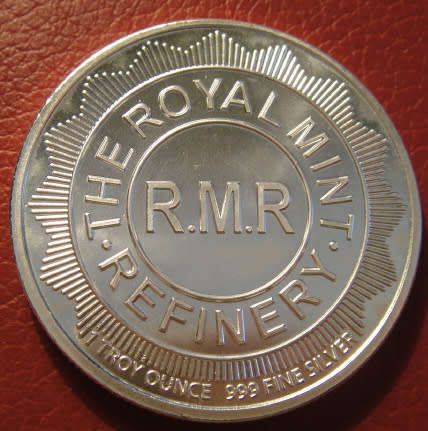 · THE ROYAL MINT ·
REFINERY
R.M.R
1 TROY OUNCE 999 FINE SILVER